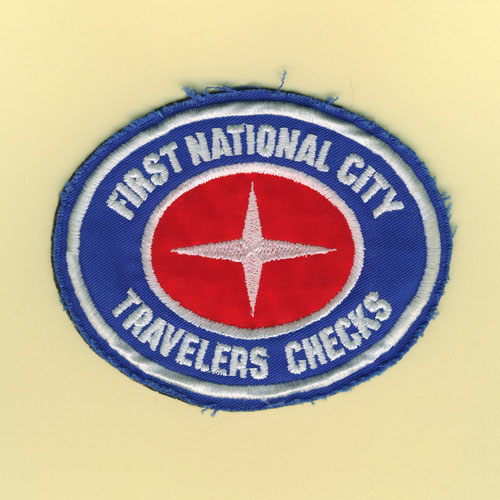 FIRST NATIONAL CITY
TRAVELERS CHECKS